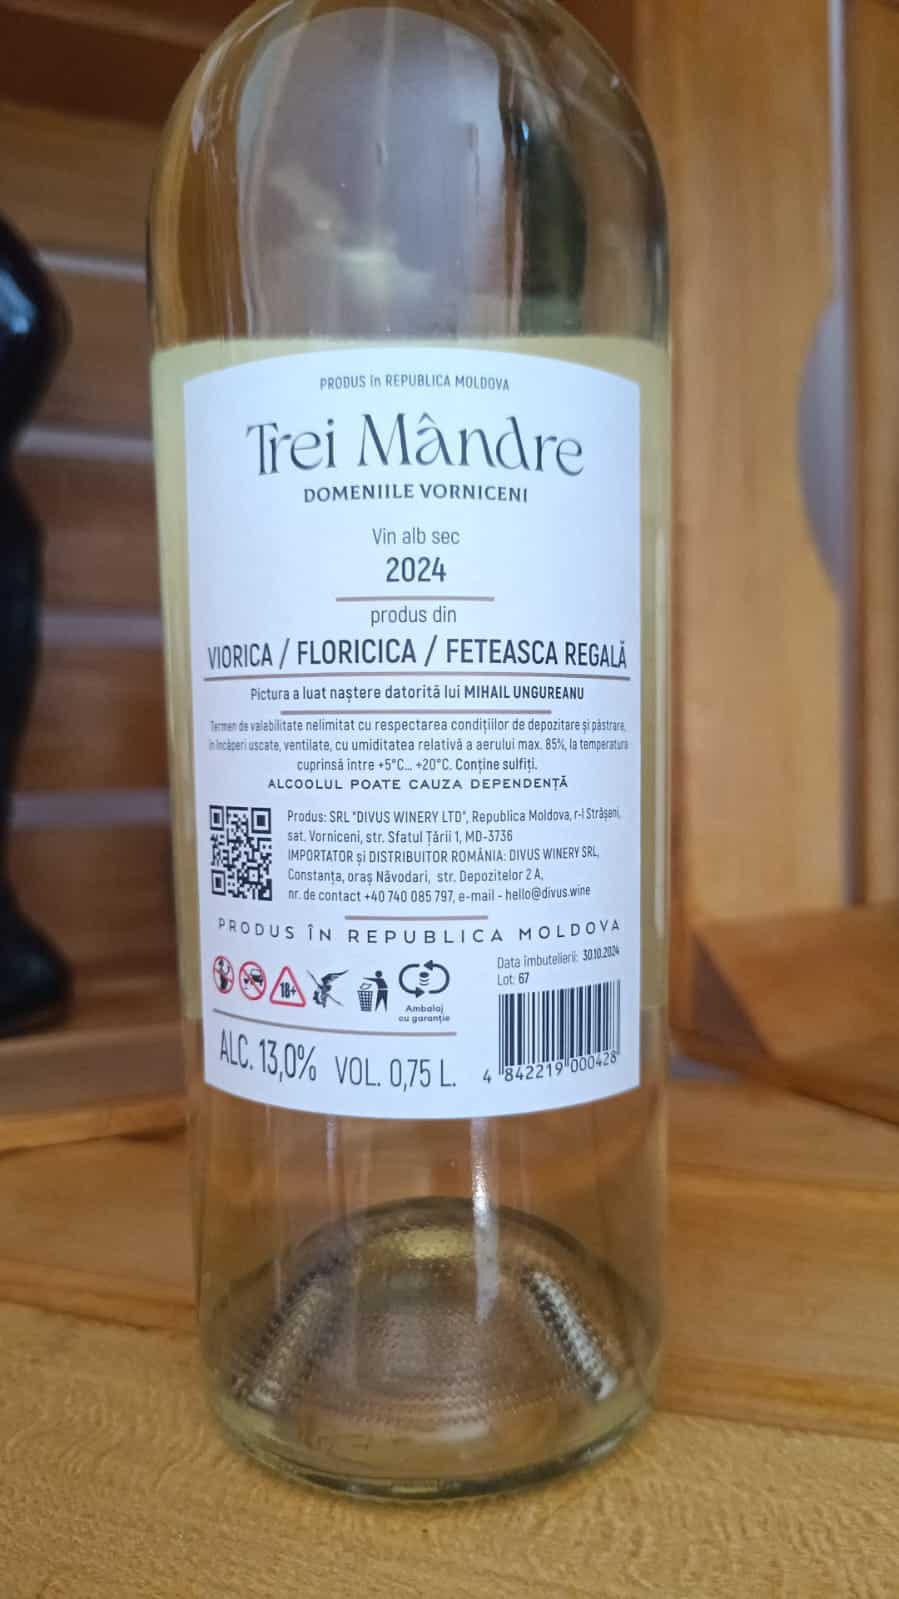 PRODUS în REPUBLICA MOLDOVA
Trei Mândre
DOMENIILE VORNICENI
Vin alb sec
2024
produs din
VIORICA / FLORICICA / FETEASCA REGALĂ
Pictura a luat naștere datorită lui MIHAIL UNGUREANU
Termen de valabilitate nelimitat cu respectarea condițiilor de depozitare și păstrare,
în încăperi uscate, ventilate, cu umiditatea relativă a aerului max. 85%, la temperatura
cuprinsă între +5°C... +20°C. Conține sulfiți.
ALCOOLUL POATE CAUZA DEPENDENȚĂ
Produs: SRL "DIVUS WINERY LTD", Republica Moldova, r-l Strășeni,
sat. Vorniceni, str. Sfatul Țării 1, MD-3736
IMPORTATOR și DISTRIBUITOR ROMÂNIA: DIVUS WINERY SRL,
Constanța, oraș Năvodari, str. Depozitelor 2 A,
nr. de contact +40 740 085 797, e-mail - hello@divus.wine
PRODUS ÎN REPUBLICA MOLDOVA
Data îmbutelierii: 30.10.2024
Lot: 67
18+
Ambalaj
cu garanție
ALC. 13,0% VOL. 0,75 L.
4 842219 000428